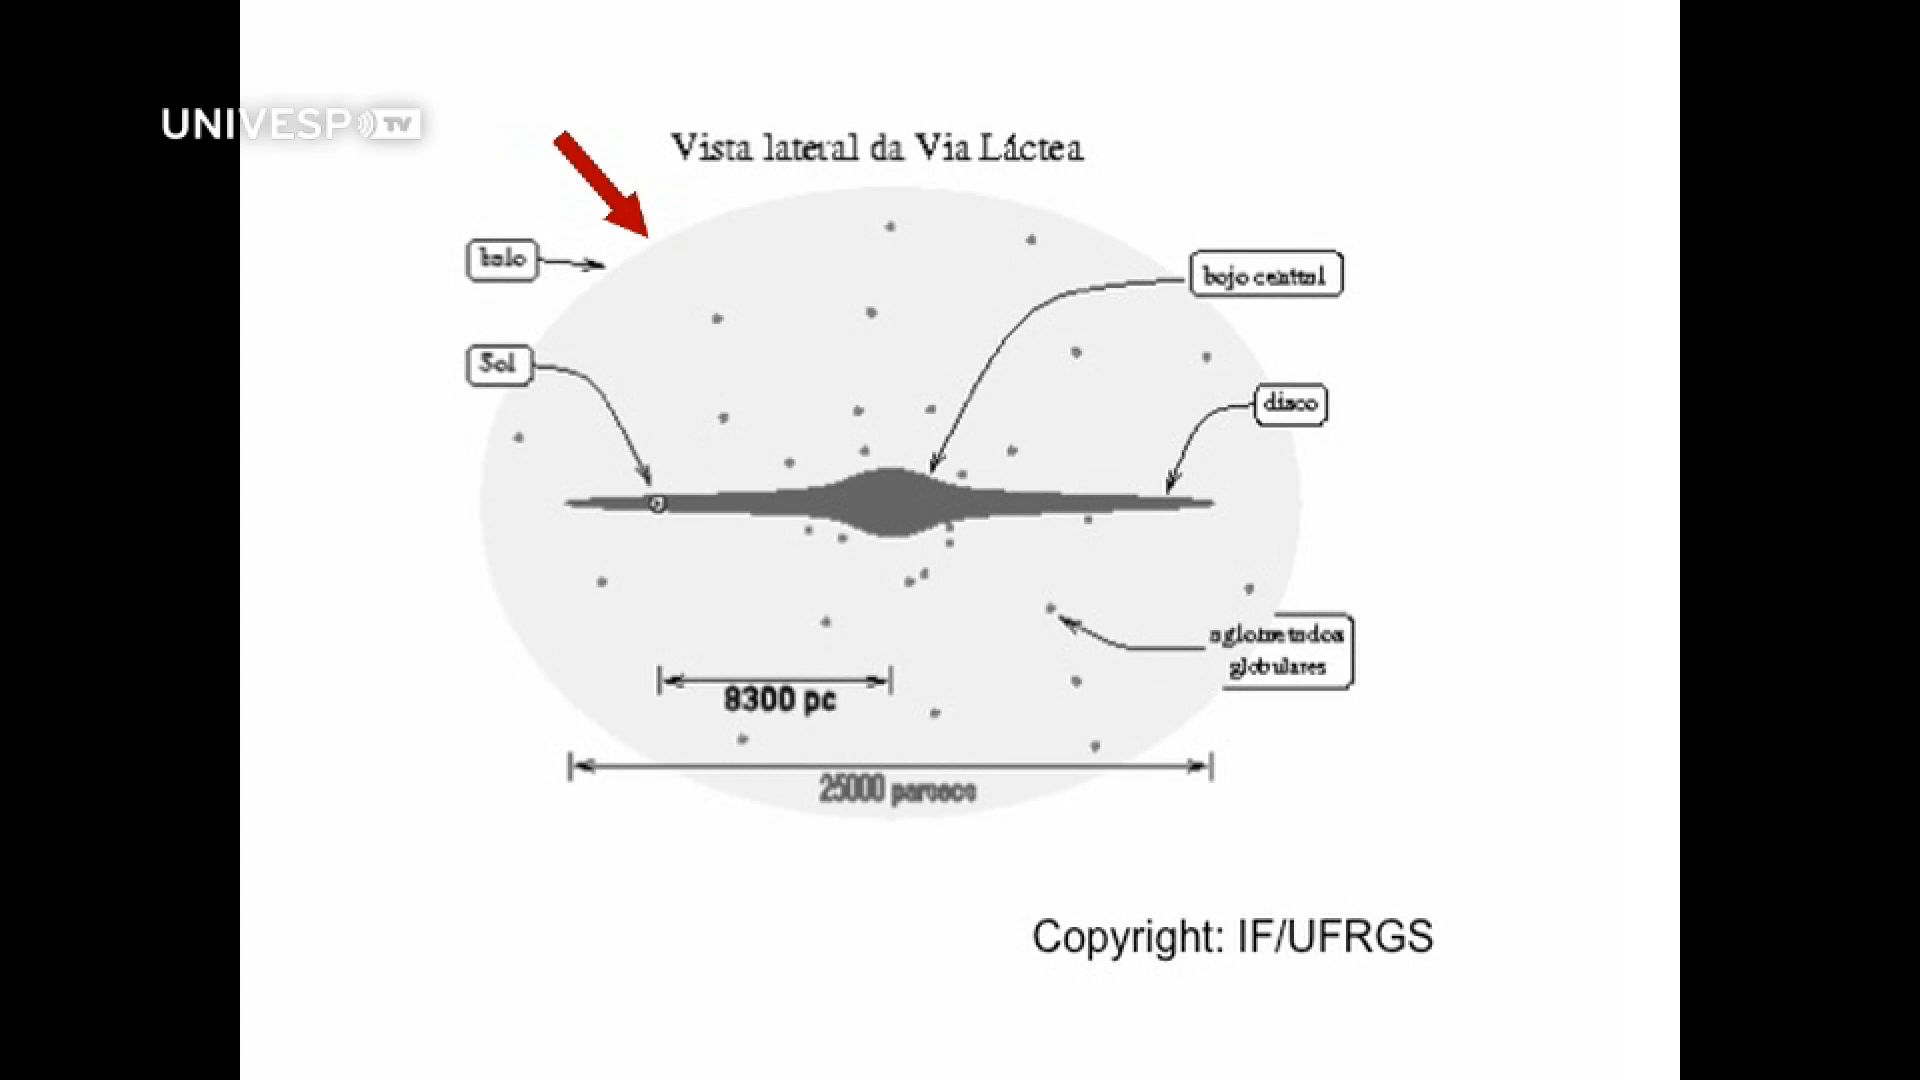 UNIVESP TV
Vista lateral da Via Láctea
halo
bojo central
Sol
disco
aglomerados
globulares
8300 pc
25000 parsecs
Copyright: IF/UFRGS